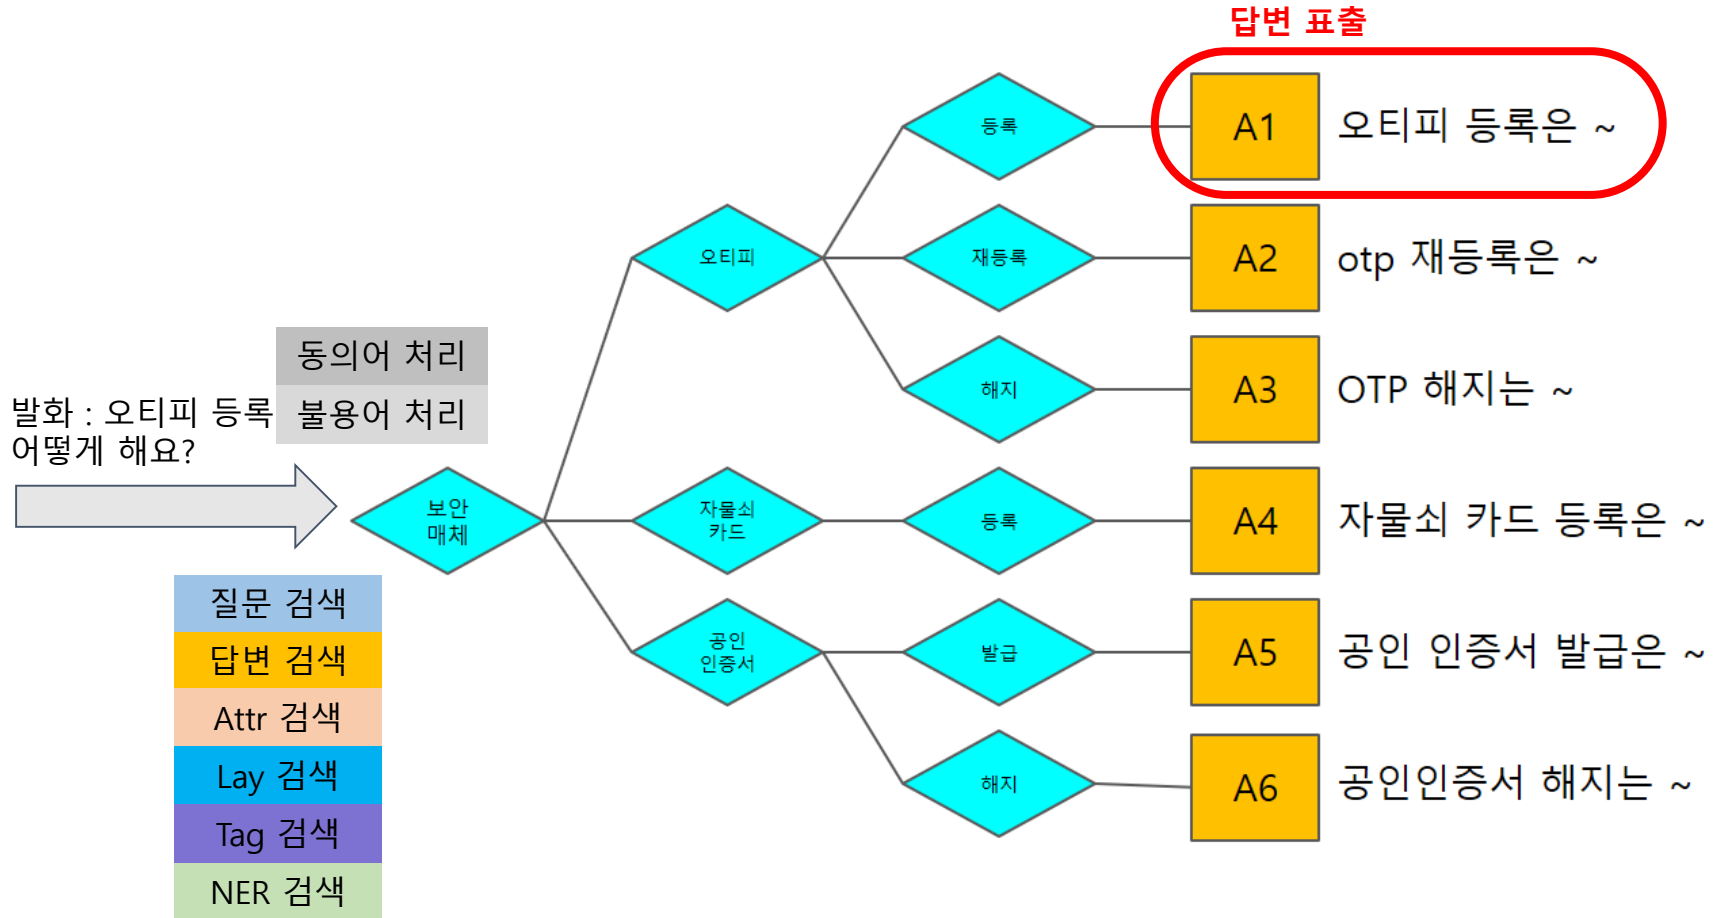 답변 표출
등록
A1
오티피 등록은 ~
오티피
재등록
A2
otp 재등록은 ~
동의어 처리
불용어 처리
해지
A3
OTP 해지는 ~
발화 : 오티피 등록
어떻게 해요?
보안
매체
자물쇠
카드
등록
A4
자물쇠 카드 등록은 ~
질문 검색
답변 검색
Attr 검색
Lay 검색
Tag 검색
NER 검색
공인
인증서
발급
A5
공인 인증서 발급은 ~
해지
A6
공인인증서 해지는 ~